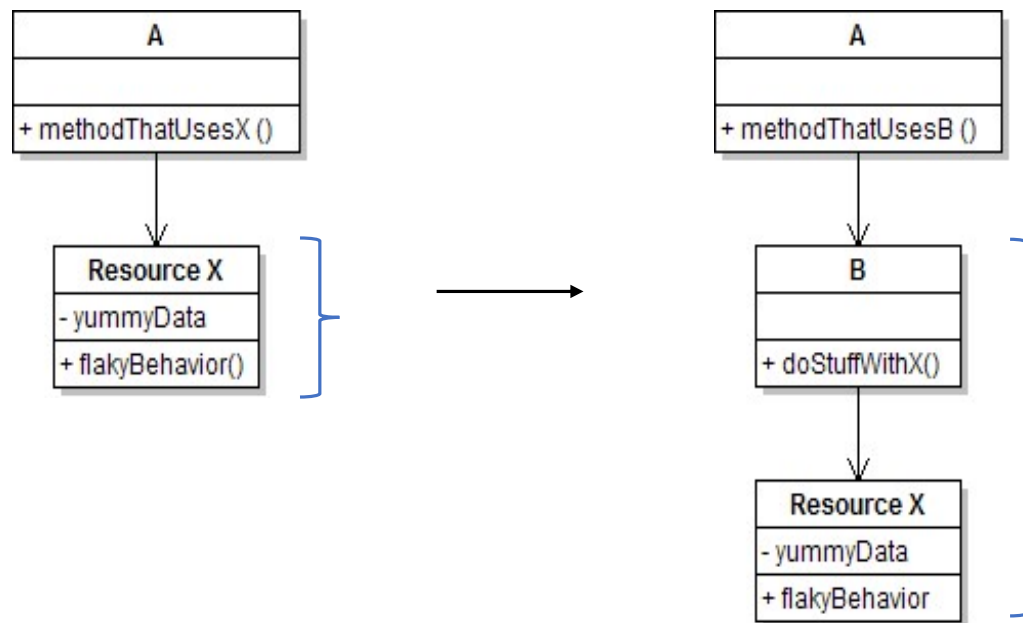 A
+ methodThatUsesX ()
Resource X
- yummyData
+ flakyBehavior()
A
+ methodThatUsesB ()
B
+ doStuffWithX()
Resource X
- yummyData
+ flakyBehavior